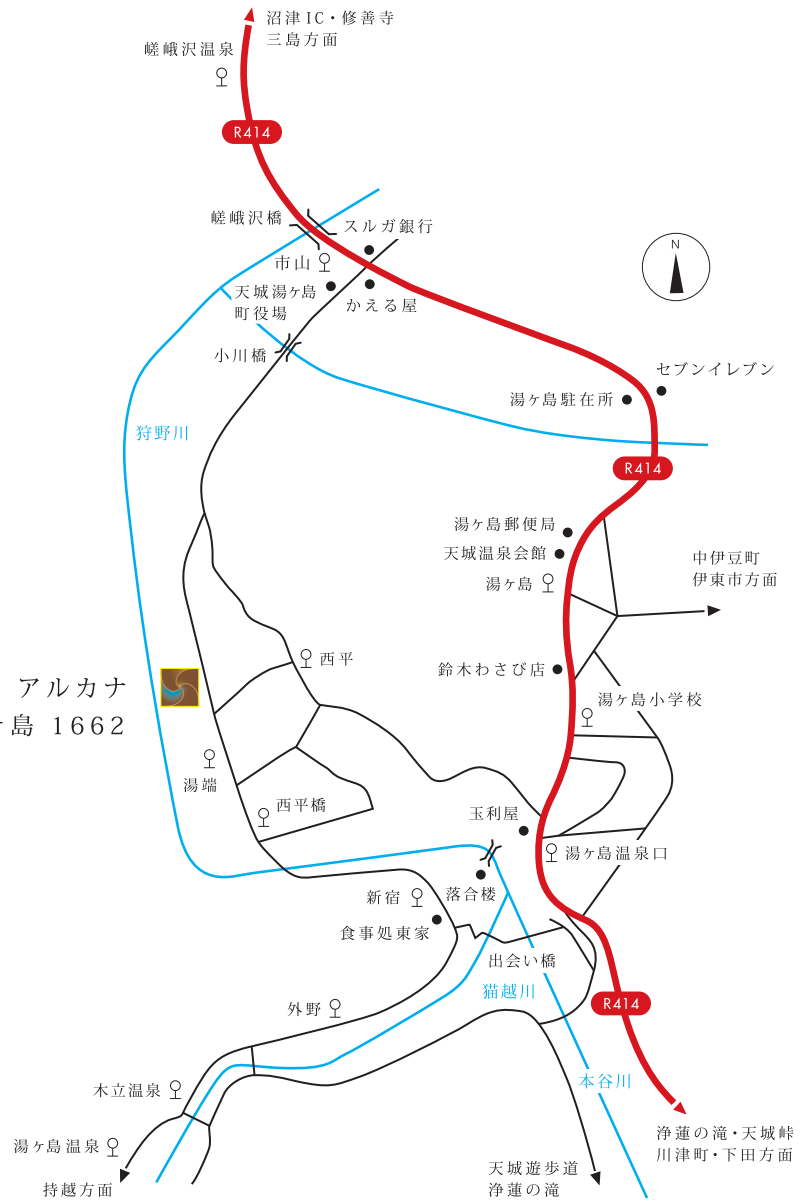 沼津IC・修善寺
三島方面
嵯峨沢温泉
R414
嵯峨沢橋
スルガ銀行
市山
天城湯ヶ島
町役場
かえる屋
N
小川橋
セブンイレブン
湯ヶ島駐在所
狩野川
R414
湯ヶ島郵便局
天城温泉会館
湯ヶ島
中伊豆町
伊東市方面
西平
鈴木わさび店
アルカナ
島 1662
湯ヶ島小学校
湯端
西平橋
玉利屋
湯ヶ島温泉口
新宿
落合楼
食事処東家
出会い橋
猫越川
外野
R414
本谷川
木立温泉
湯ヶ島温泉
持越方面
浄蓮の滝・天城峠
川津町・下田方面
天城遊歩道
浄蓮の滝